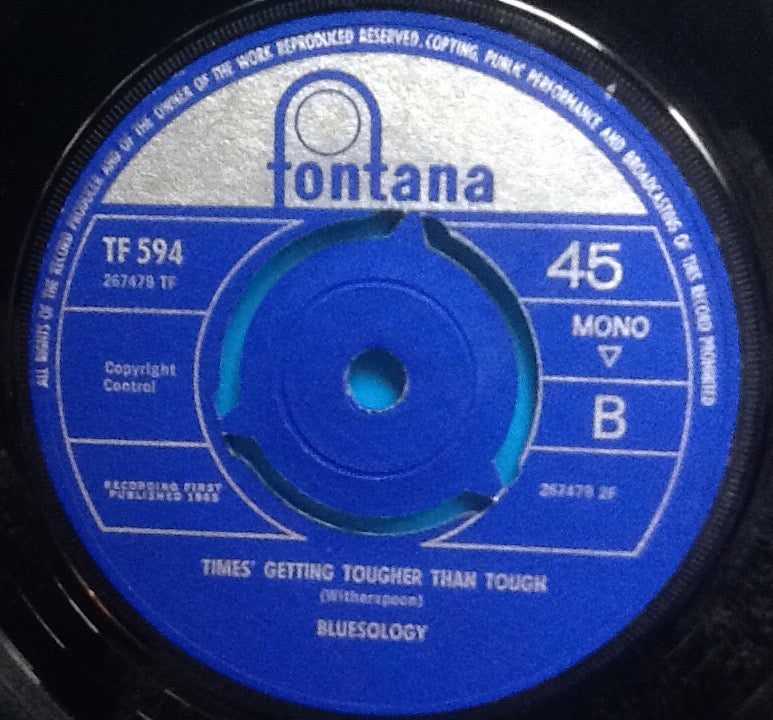 ALL RIGHTS OF THE RECORD PRODUCER AND OF THE OWNER OF THE WORK REPRODUCED RESERVED. COPYING, PUBLIC PERFORMANCE AND BROADCASTING OF THIS RECORD PROHIBITED
fontana
TF 594
267479 TF
45
MONO
B
Copyright
Control
RECORDING FIRST
PUBLISHED 1965
267479 2F
TIMES' GETTING TOUGHER THAN TOUGH
(Witherspoon)
BLUESOLOGY